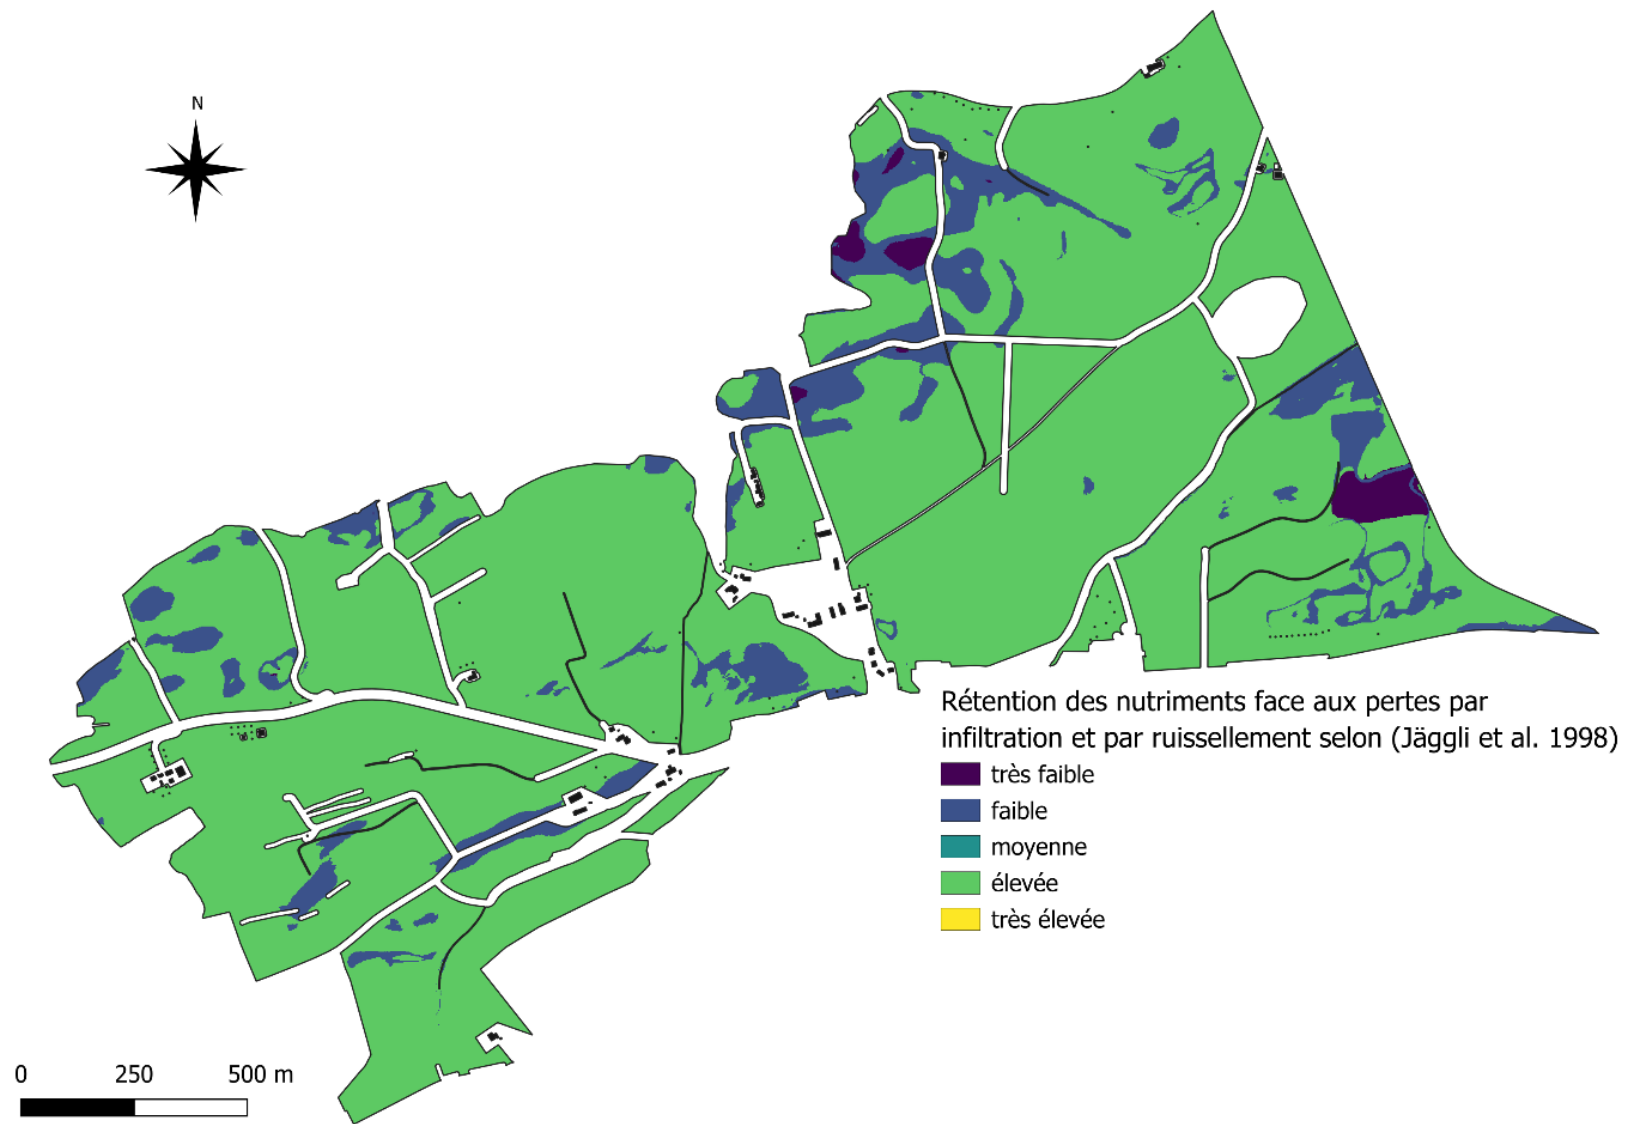 N
Rétention des nutriments face aux pertes par
infiltration et par ruissellement selon (Jäggli et al. 1998)
très faible
faible
moyenne
élevée
très élevée
0 250 500 m